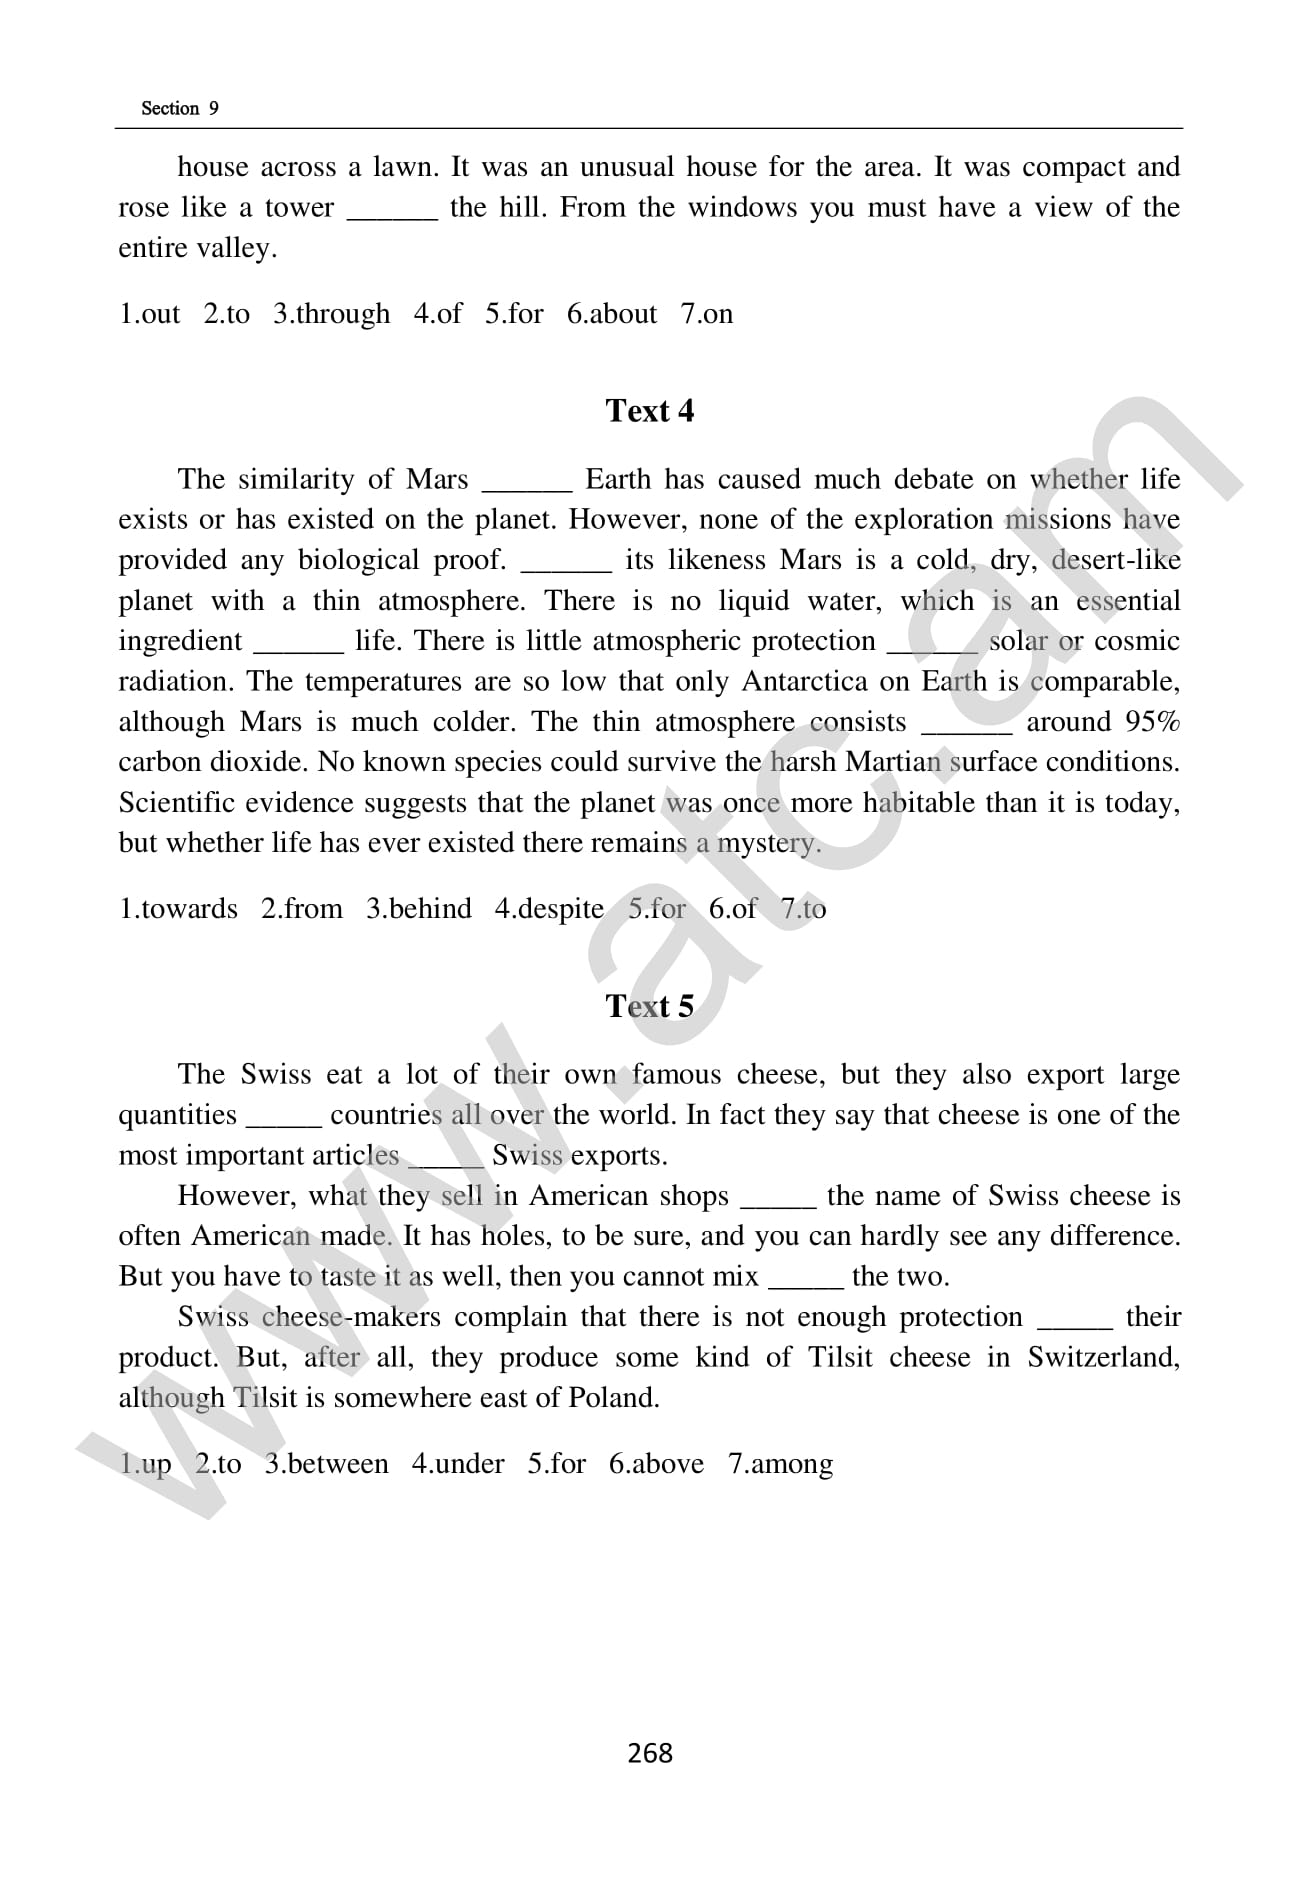 Section 9
house across a lawn. It was an unusual house for the area. It was compact and
rose like a tower ______ the hill. From the windows you must have a view of the
entire valley.
1.out 2.to 3.through 4.of 5.for 6.about 7.on
Text 4
The similarity of Mars ______ Earth has caused much debate on whether life
exists or has existed on the planet. However, none of the exploration missions have
provided any biological proof. ______ its likeness Mars is a cold, dry, desert-like
planet with a thin atmosphere. There is no liquid water, which is an essential
ingredient ______ life. There is little atmospheric protection ______ solar or cosmic
radiation. The temperatures are so low that only Antarctica on Earth is comparable,
although Mars is much colder. The thin atmosphere consists ______ around 95%
carbon dioxide. No known species could survive the harsh Martian surface conditions.
Scientific evidence suggests that the planet was once more habitable than it is today,
but whether life has ever existed there remains a mystery.
1.towards 2.from 3.behind 4.despite 5.for 6.of 7.to
Text 5
The Swiss eat a lot of their own famous cheese, but they also export large
quantities _____ countries all over the world. In fact they say that cheese is one of the
most important articles _____ Swiss exports.
However, what they sell in American shops _____ the name of Swiss cheese is
often American made. It has holes, to be sure, and you can hardly see any difference.
But you have to taste it as well, then you cannot mix _____ the two.
Swiss cheese-makers complain that there is not enough protection _____ their
product. But, after all, they produce some kind of Tilsit cheese in Switzerland,
although Tilsit is somewhere east of Poland.
1.up 2.to 3.between 4.under 5.for 6.above 7.among
268
www.atc.am